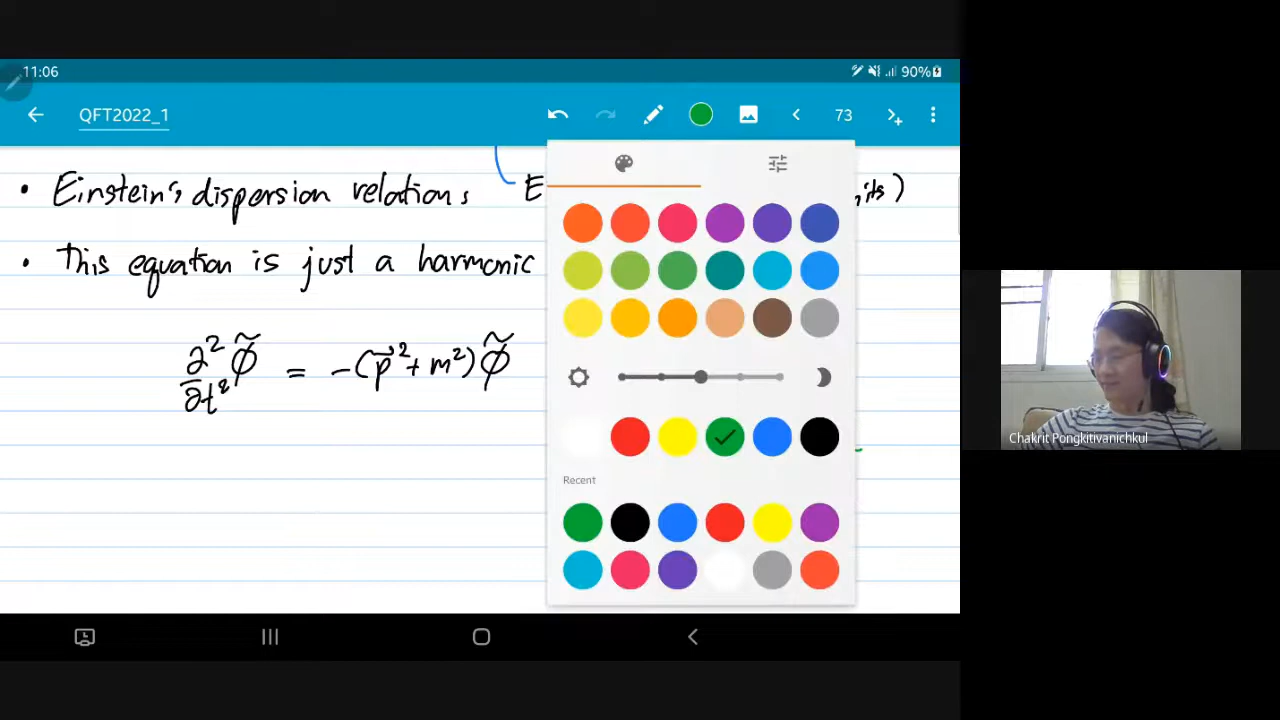 11:06 90%
QFT2022_1 73
• Einstein's dispersion relation: E
• This equation is just a harmonic
∂²φ̃/∂t² = -(p⃗² + m²)φ̃
Recent
Chakrit Pongkitivanichkul